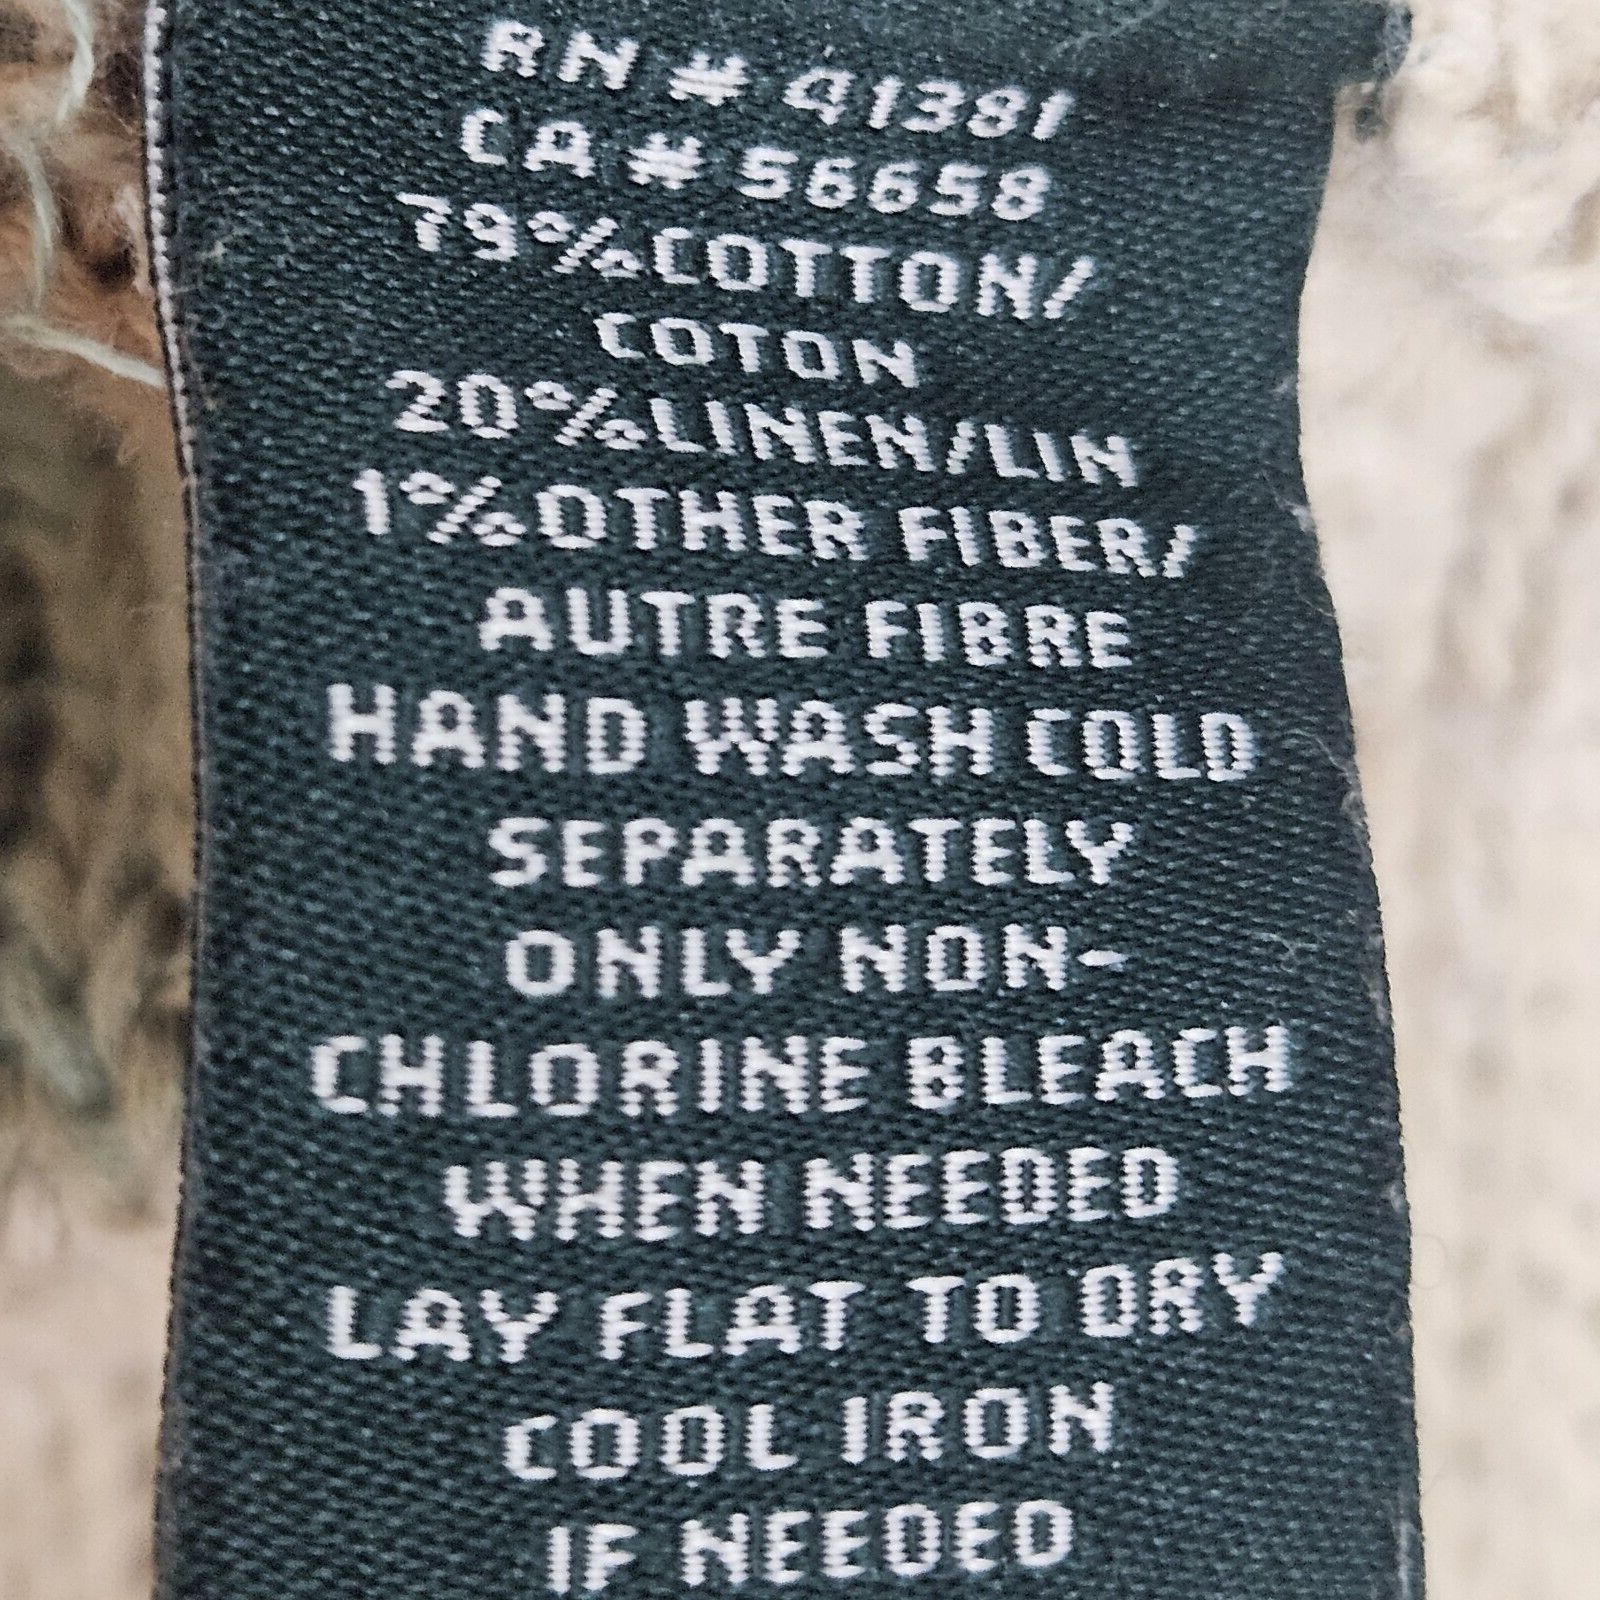 RN # 41381
CA # 56658
79%COTTON/
COTON
20%LINEN/LIN
1%OTHER FIBER/
AUTRE FIBRE
HAND WASH COLD
SEPARATELY
ONLY NON-
CHLORINE BLEACH
WHEN NEEDED
LAY FLAT TO DRY
COOL IRON
IF NEEDED